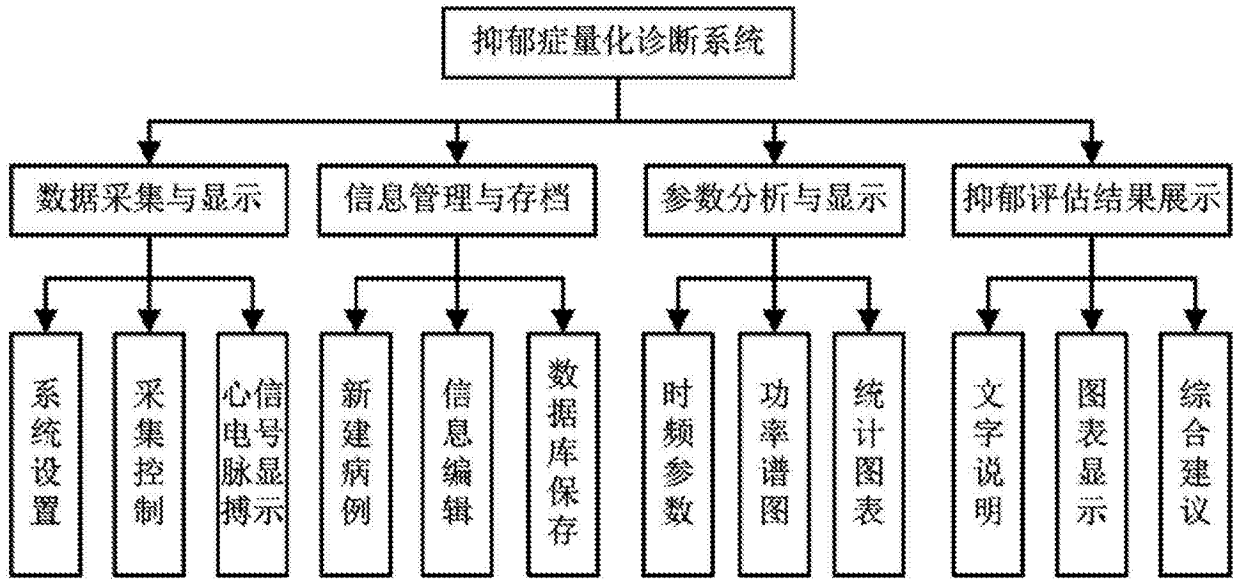 抑郁症量化诊断系统
数据采集与显示
信息管理与存档
参数分析与显示
抑郁评估结果展示
系统设置
采集控制
心电脉搏
信号显示
新建病例
信息编辑
数据库保存
时频参数
功率谱图
统计图表
文字说明
图表显示
综合建议